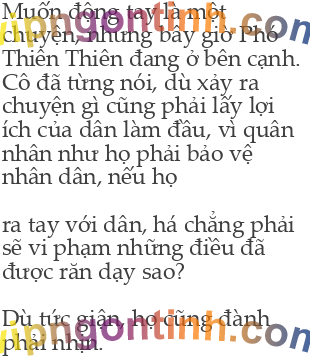 Muốn động tay là một
chuyện, nhưng bây giờ Phó
Thiên Thiên đang ở bên cạnh.
Cô đã từng nói, dù xảy ra
chuyện gì cũng phải lấy lợi
ích của dân làm đầu, vì quân
nhân như họ phải bảo vệ
nhân dân, nếu họ
ra tay với dân, há chẳng phải
sẽ vi phạm những điều đã
được răn dạy sao?
Dù tức giận, họ cũng đành
phải nhịn.
vipngontinh.com
vipngontinh.com